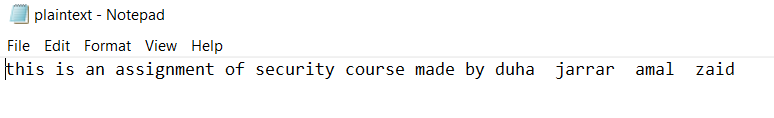 plaintext - Notepad
File Edit Format View Help
this is an assignment of security course made by duha  jarrar  amal  zaid